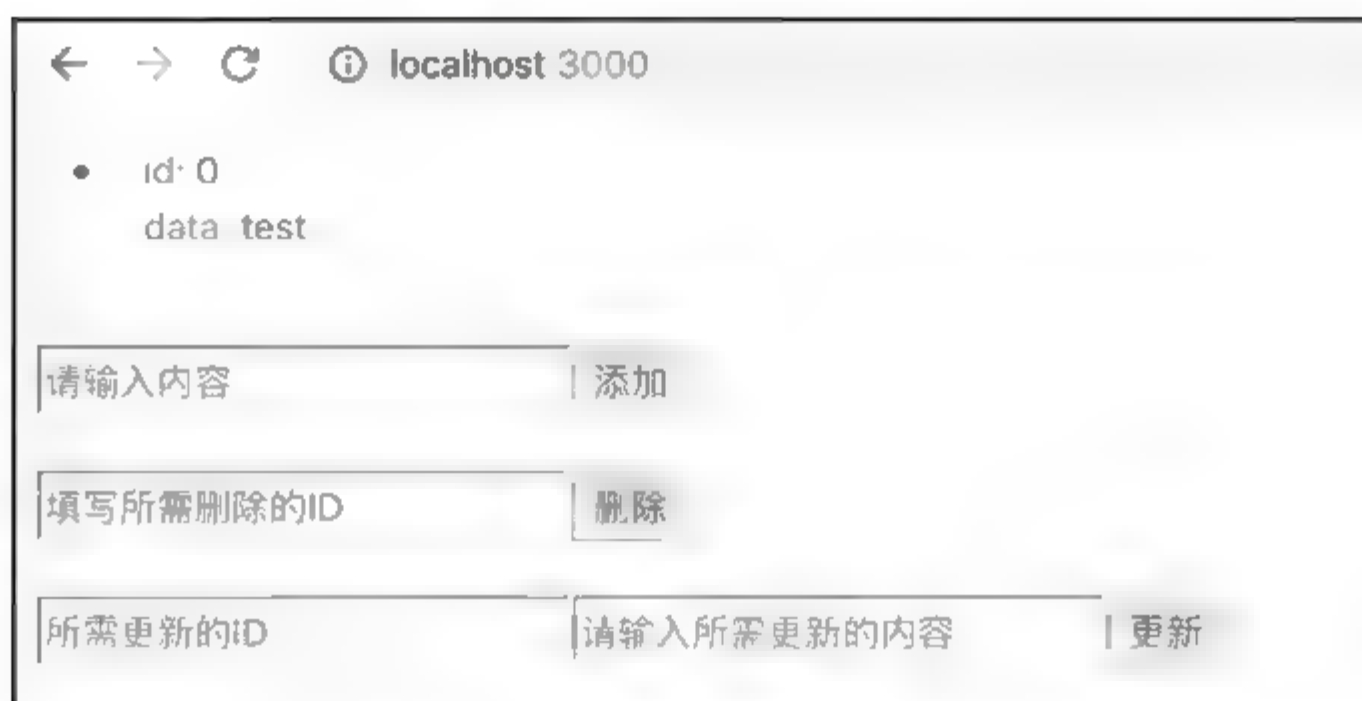 localhost 3000
id: 0
data test
请输入内容 添加
填写所需删除的ID 删除
所需更新的ID 请输入所需更新的内容 更新